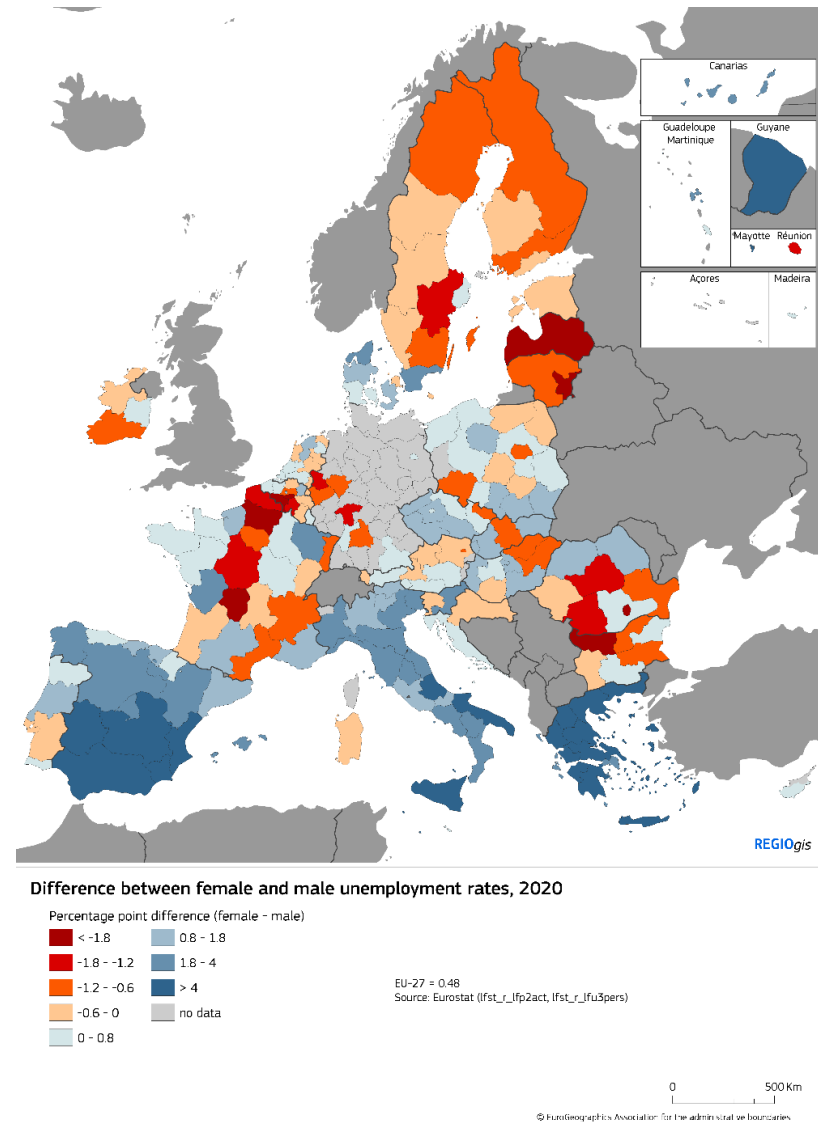 Canarias
Guadeloupe
Martinique
Guyane
Mayotte
Réunion
Açores
Madeira
REGIOgis
Difference between female and male unemployment rates, 2020
Percentage point difference (female - male)
< -1.8
-1.8 - -1.2
-1.2 - -0.6
-0.6 - 0
0 - 0.8
0.8 - 1.8
1.8 - 4
> 4
no data
EU-27 = 0.48
Source: Eurostat (lfst_r_lfp2act, lfst_r_lfu3pers)
0 500 Km
© EuroGeographics Association for the administrative boundaries